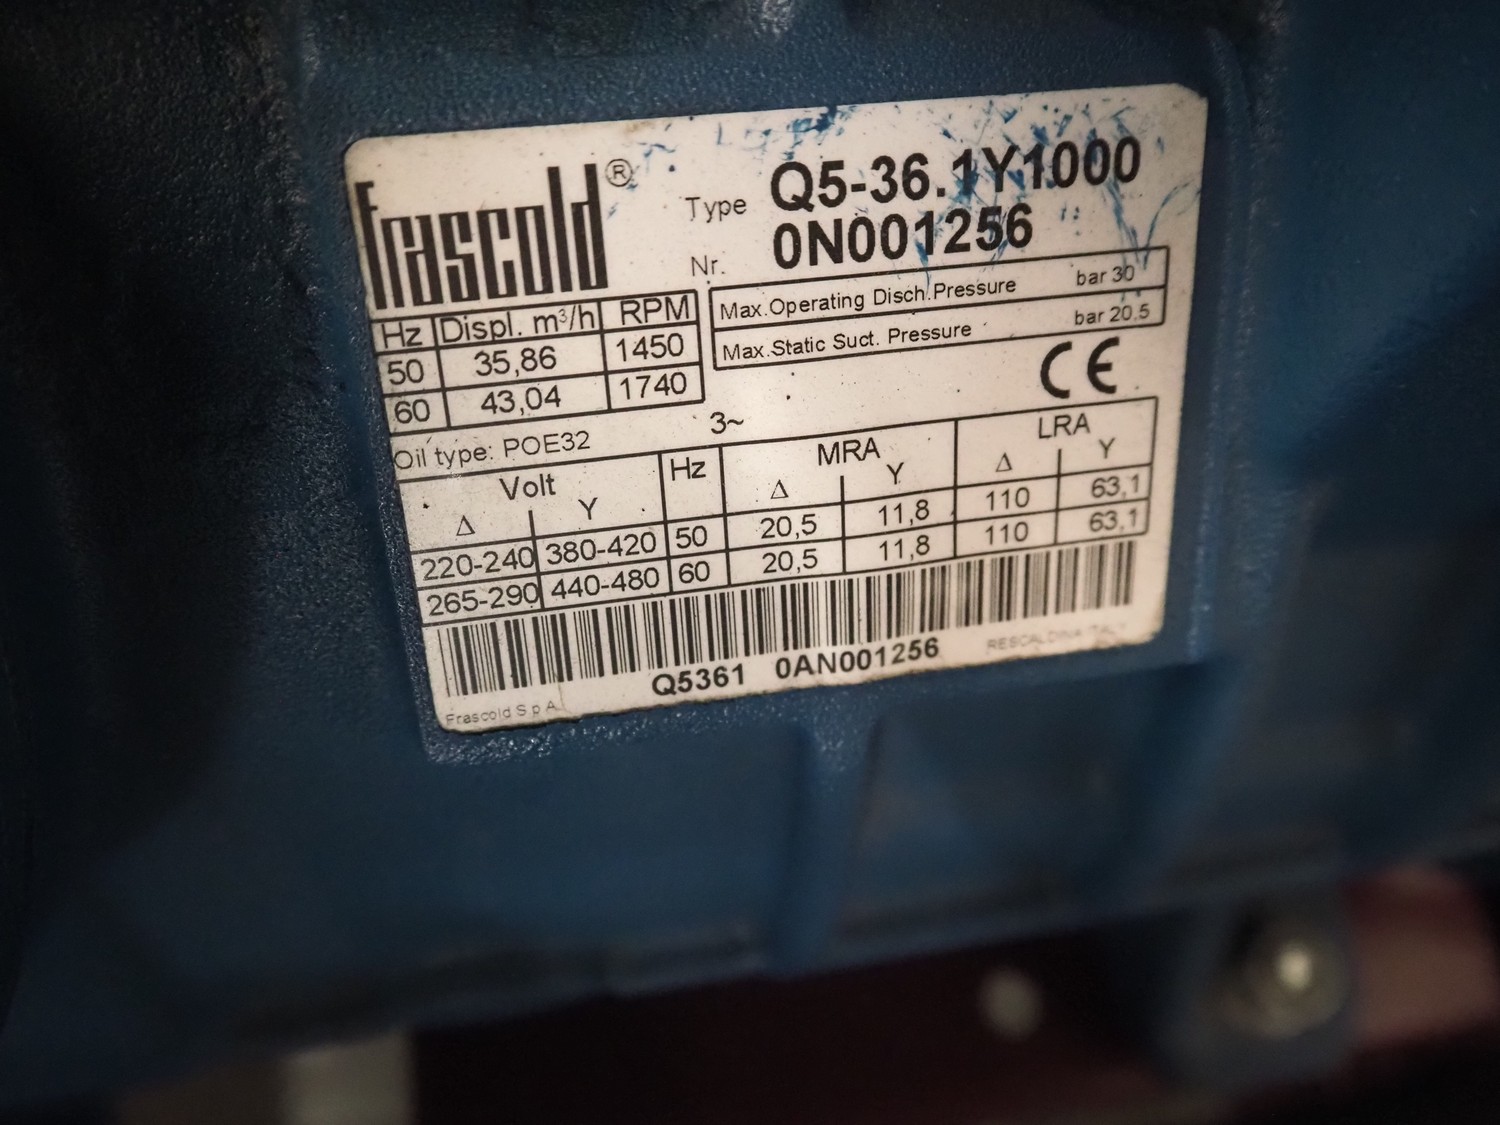 frascold®
Type Q5-36.1Y1000
Nr. 0N001256
Max.Operating Disch.Pressure bar 30
Max.Static Suct. Pressure bar 20.5
Hz Displ. m³/h RPM
50 35,86 1450
60 43,04 1740
CE
Oil type: POE32 3~
Volt Hz MRA LRA
Δ Y Δ Y Δ Y
220-240 380-420 50 20,5 11,8 110 63,1
265-290 440-480 60 20,5 11,8 110 63,1
Q5361 0AN001256
Frascold S.p.A. RESCALDINA ITALY